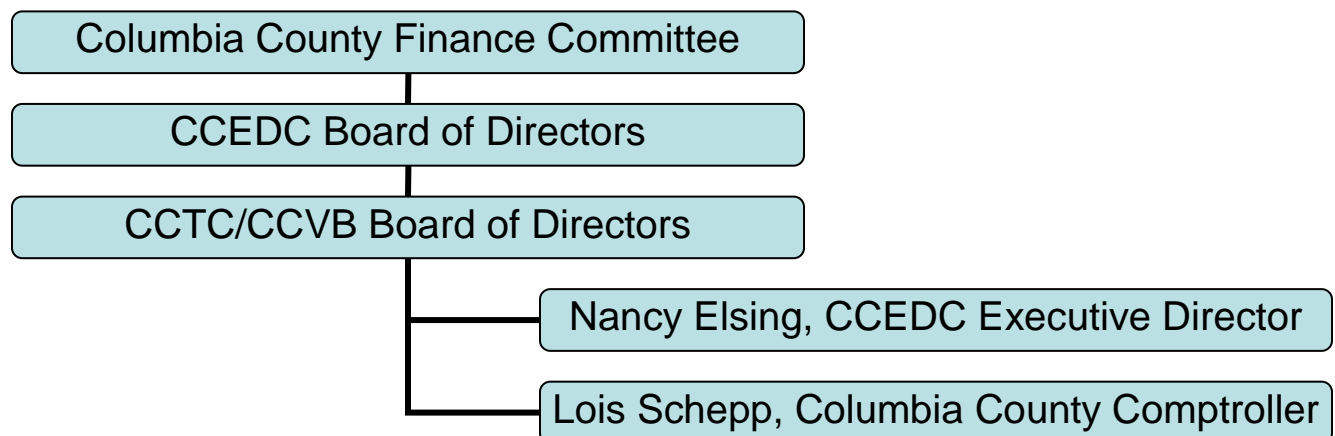 Columbia County Finance Committee
CCEDC Board of Directors
CCTC/CCVB Board of Directors
Nancy Elsing, CCEDC Executive Director
Lois Schepp, Columbia County Comptroller